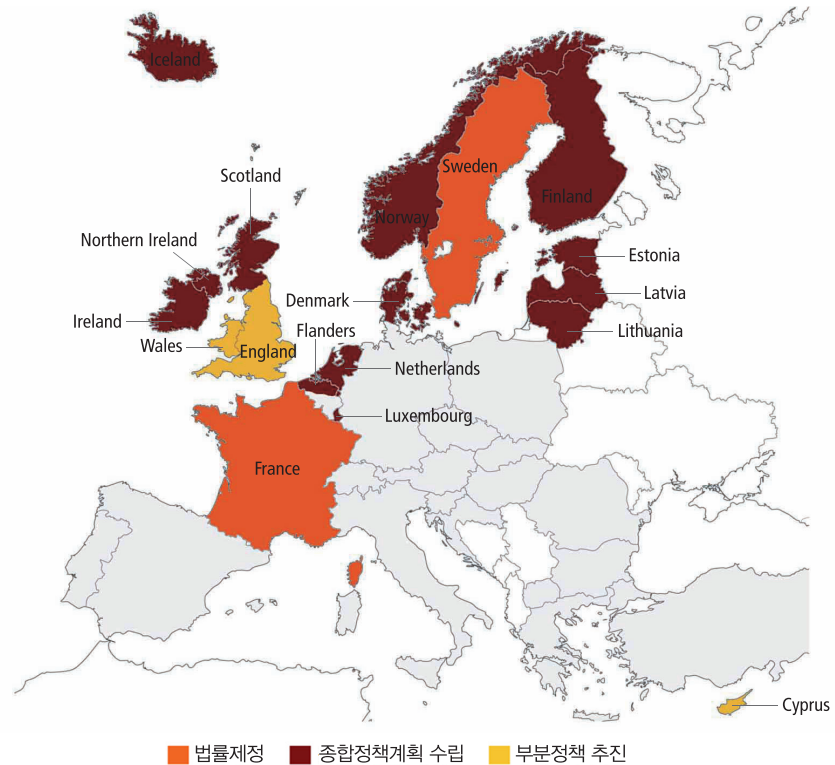 Iceland
Scotland
Sweden
Finland
Norway
Northern Ireland
Estonia
Latvia
Denmark
Ireland
Flanders
Lithuania
Wales
England
Netherlands
Luxembourg
France
Cyprus
법률제정 종합정책계획 수립 부분정책 추진